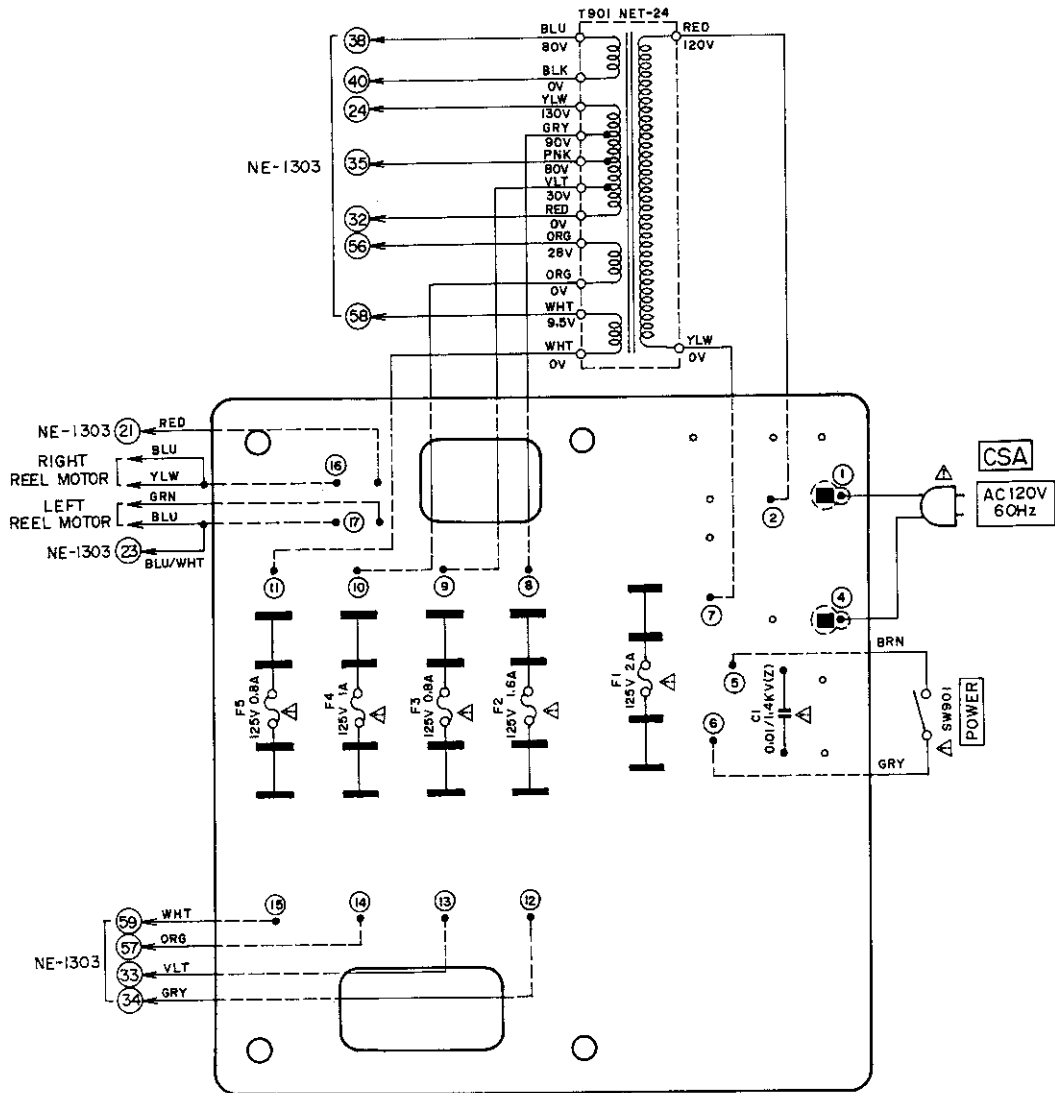 T901 NET-24
BLU
80V
RED
120V
38
BLK
0V
40
YLW
130V
24
GRY
90V
NE-1303
PNK
80V
35
VLT
30V
RED
0V
32
ORG
28V
56
ORG
0V
WHT
9.5V
58
WHT
0V
YLW
0V
NE-1303 21 RED
RIGHT
REEL MOTOR
BLU
YLW
16
LEFT
REEL MOTOR
GRN
BLU
17
NE-1303 23
BLU/WHT
1
CSA
AC 120V
60Hz
2
11
10
9
8
7
4
BRN
5
F5
125V 0.8A
F4
125V 1A
F3
125V 0.8A
F2
125V 1.6A
F1
125V 2A
C1
0.01/1.4KV(Z)
6
SW901
POWER
GRY
15
14
13
12
NE-1303
59 WHT
57 ORG
33 VLT
34 GRY